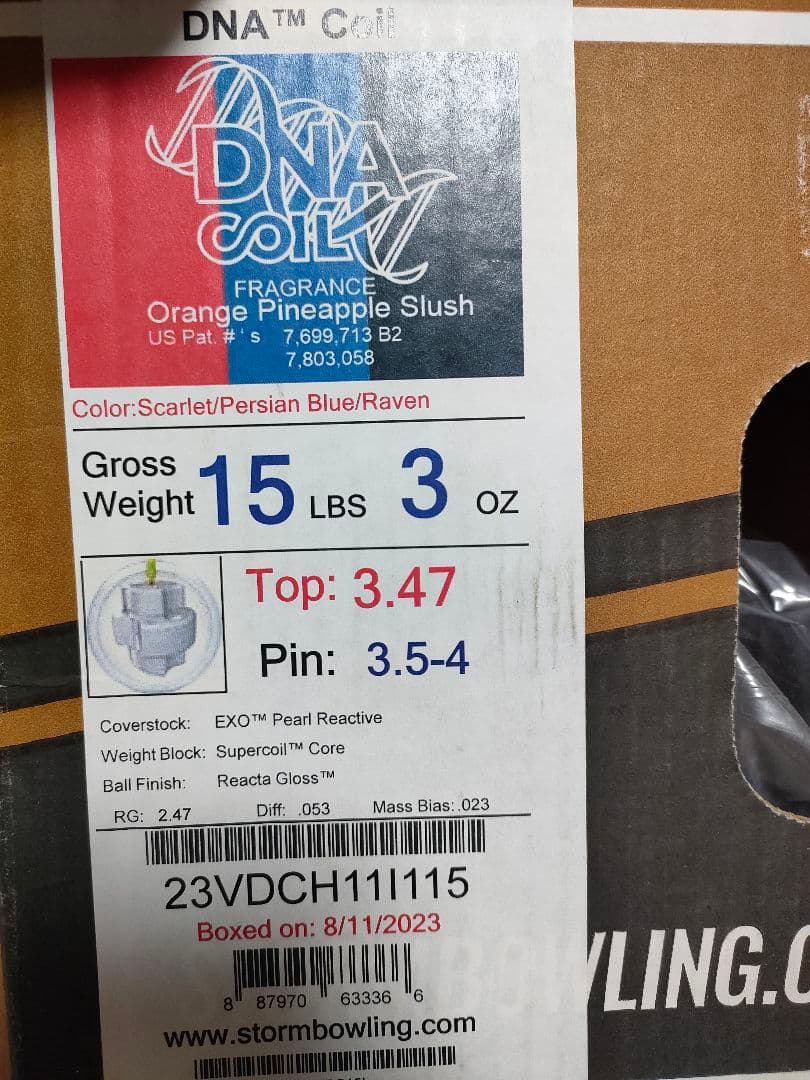 DNA™ Coil
DNA
COIL
FRAGRANCE
Orange Pineapple Slush
US Pat. #'s 7,699,713 B2
7,803,058
Color:Scarlet/Persian Blue/Raven
Gross Weight 15 LBS 3 OZ
Top: 3.47
Pin: 3.5-4
Coverstock: EXO™ Pearl Reactive
Weight Block: Supercoil™ Core
Ball Finish: Reacta Gloss™
RG: 2.47 Diff: .053 Mass Bias:.023
23VDCH11I115
Boxed on: 8/11/2023
8 87970 63336 6
www.stormbowling.com
BOWLING.C